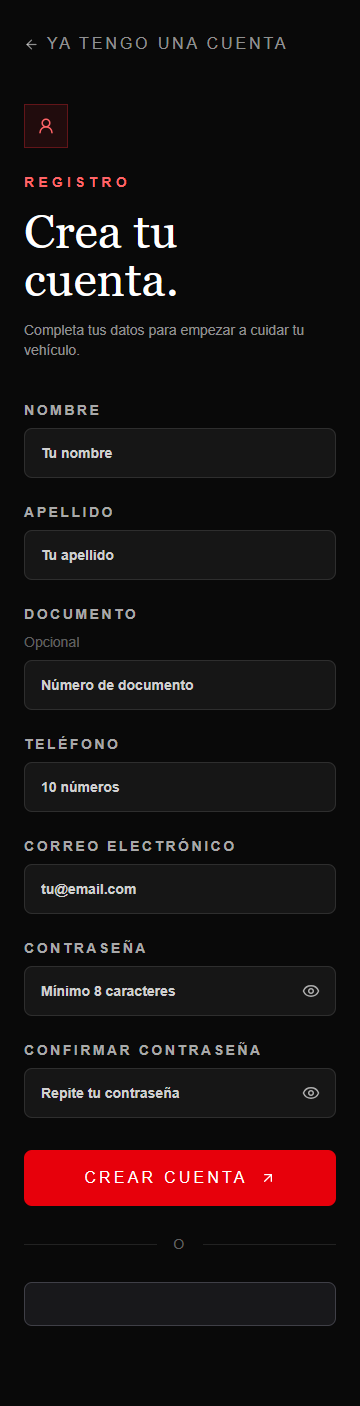 YA TENGO UNA CUENTA
REGISTRO
Crea tu
cuenta.
Completa tus datos para empezar a cuidar tu
vehículo.
NOMBRE
Tu nombre
APELLIDO
Tu apellido
DOCUMENTO
Opcional
Número de documento
TELÉFONO
10 números
CORREO ELECTRÓNICO
tu@email.com
CONTRASEÑA
Mínimo 8 caracteres
CONFIRMAR CONTRASEÑA
Repite tu contraseña
CREAR CUENTA
O